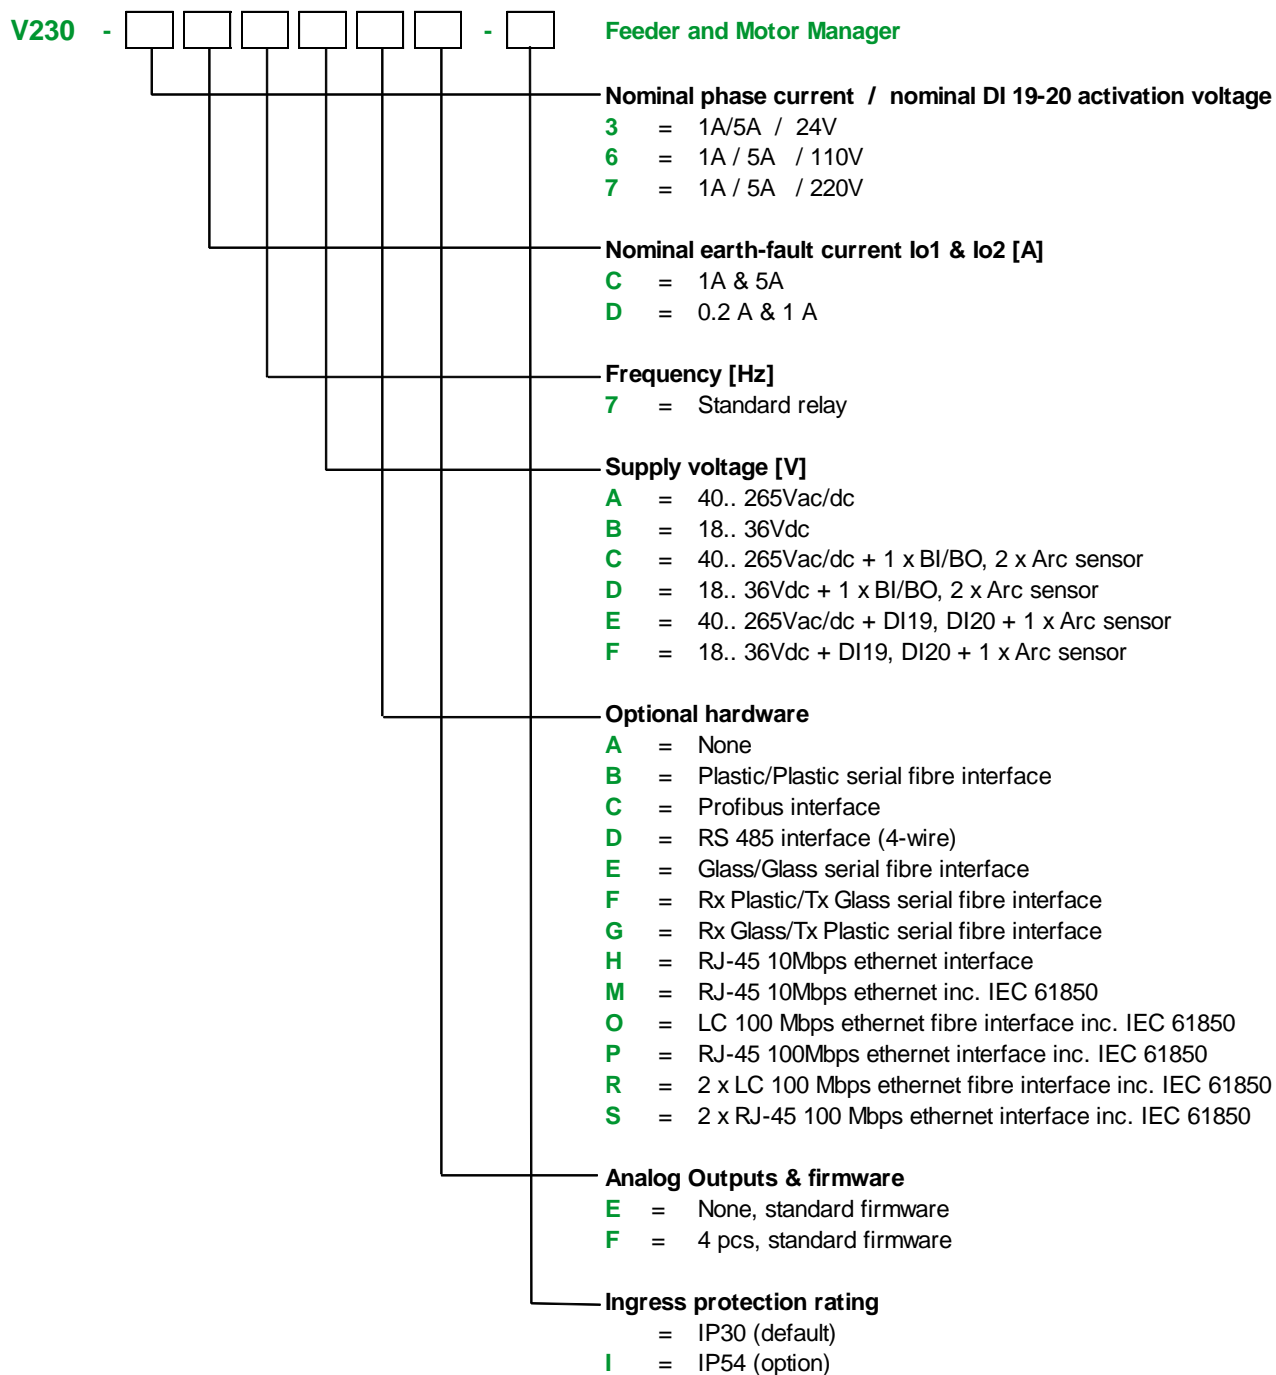 V230 - - Feeder and Motor Manager
Nominal phase current / nominal DI 19-20 activation voltage
3 = 1A/5A / 24V
6 = 1A / 5A / 110V
7 = 1A / 5A / 220V
Nominal earth-fault current Io1 & Io2 [A]
C = 1A & 5A
D = 0.2 A & 1 A
Frequency [Hz]
7 = Standard relay
Supply voltage [V]
A = 40.. 265Vac/dc
B = 18.. 36Vdc
C = 40.. 265Vac/dc + 1 x BI/BO, 2 x Arc sensor
D = 18.. 36Vdc + 1 x BI/BO, 2 x Arc sensor
E = 40.. 265Vac/dc + DI19, DI20 + 1 x Arc sensor
F = 18.. 36Vdc + DI19, DI20 + 1 x Arc sensor
Optional hardware
A = None
B = Plastic/Plastic serial fibre interface
C = Profibus interface
D = RS 485 interface (4-wire)
E = Glass/Glass serial fibre interface
F = Rx Plastic/Tx Glass serial fibre interface
G = Rx Glass/Tx Plastic serial fibre interface
H = RJ-45 10Mbps ethernet interface
M = RJ-45 10Mbps ethernet inc. IEC 61850
O = LC 100 Mbps ethernet fibre interface inc. IEC 61850
P = RJ-45 100Mbps ethernet interface inc. IEC 61850
R = 2 x LC 100 Mbps ethernet fibre interface inc. IEC 61850
S = 2 x RJ-45 100 Mbps ethernet interface inc. IEC 61850
Analog Outputs & firmware
E = None, standard firmware
F = 4 pcs, standard firmware
Ingress protection rating
= IP30 (default)
I = IP54 (option)